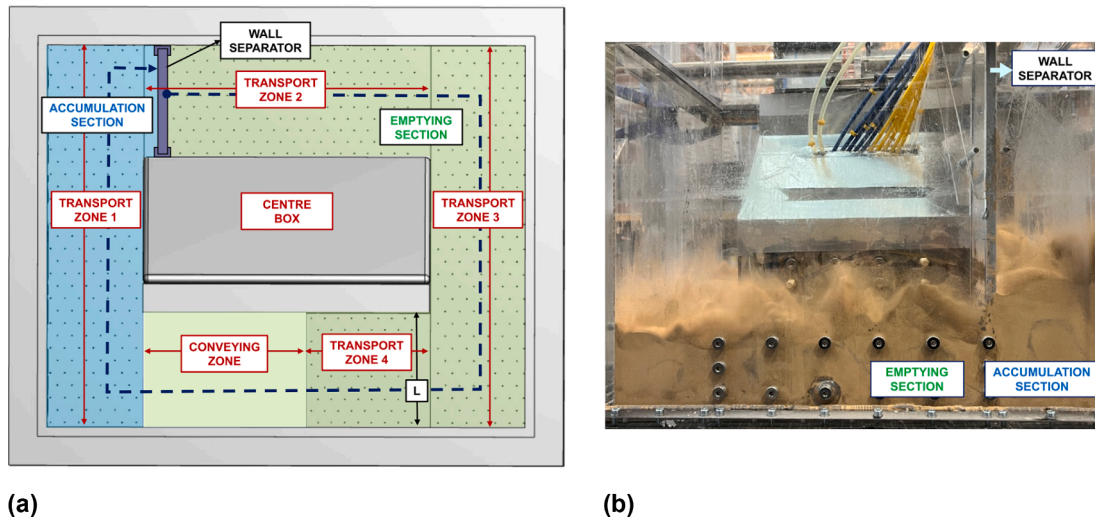 WALL
SEPARATOR
TRANSPORT
ZONE 2
ACCUMULATION
SECTION
EMPTYING
SECTION
TRANSPORT
ZONE 1
CENTRE
BOX
TRANSPORT
ZONE 3
CONVEYING
ZONE
TRANSPORT
ZONE 4
L
(a)
WALL
SEPARATOR
EMPTYING
SECTION
ACCUMULATION
SECTION
(b)